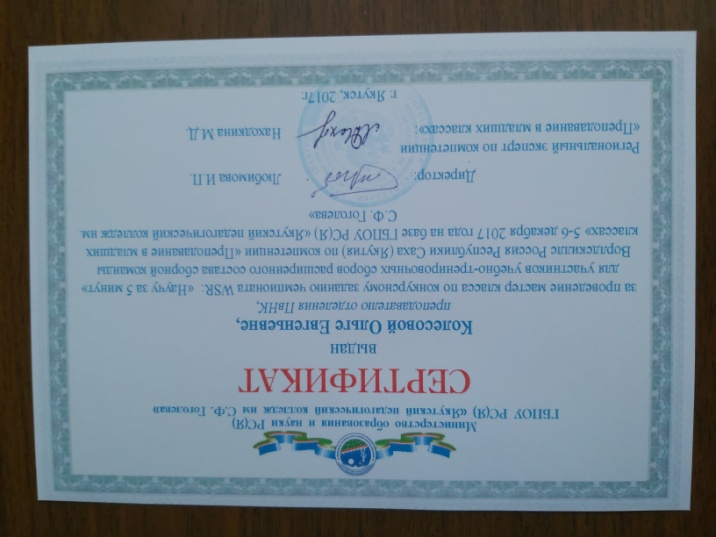 Министерство образования и науки РС(Я)
ГБПОУ РС(Я) «Якутский педагогический колледж им С.Ф. Гоголева»
СЕРТИФИКАТ
выдан
Колесовой Ольге Евгеньевне,
преподавателю отделения ПвНК,
за проведение мастер класса по конкурсному заданию чемпионата WSR: «Научу за 5 минут»
для участников учебно-тренировочных сборов расширенного состава сборной команды
Ворлдскиллс Россия Республики Саха (Якутия) по компетенции «Преподавание в младших
классах» 5-6 декабря 2017 года на базе ГБПОУ РС(Я) «Якутский педагогический колледж им.
С.Ф. Гоголева»
Директор: Любимова И.П.
Региональный эксперт по компетенции
«Преподавание в младших классах»: Находкина М.Д.
г. Якутск, 2017г